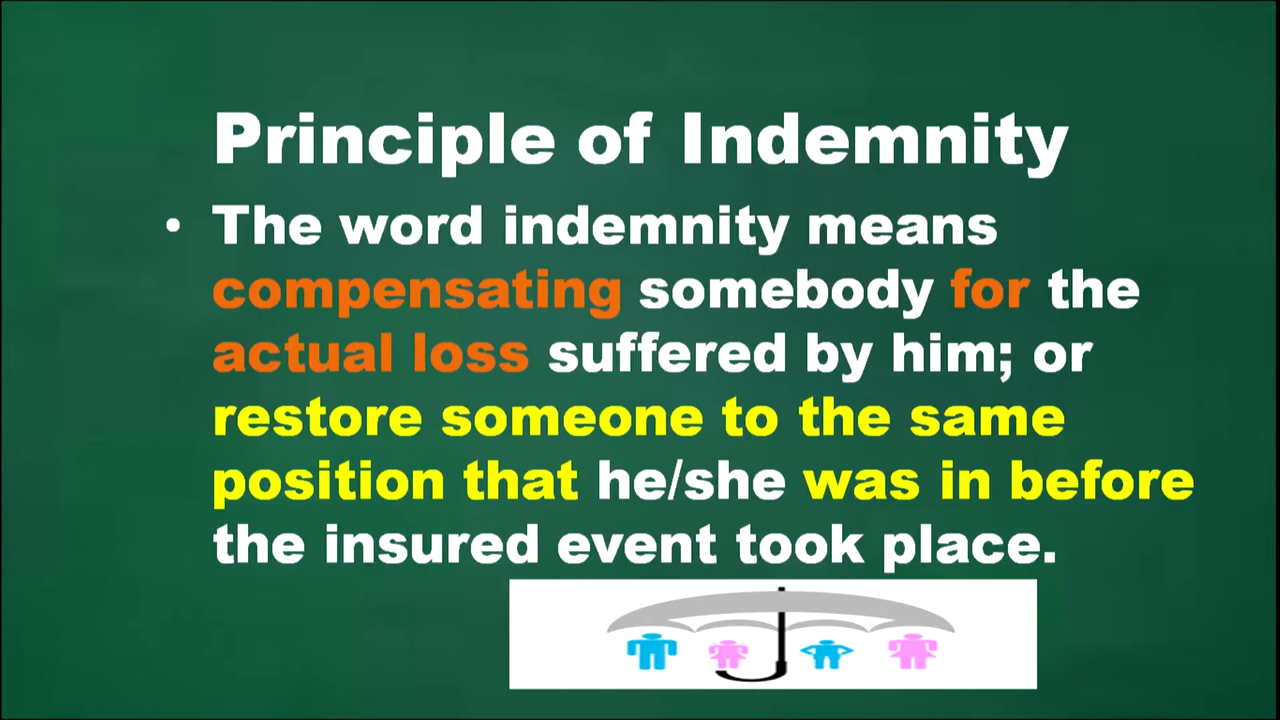 Principle of Indemnity
• The word indemnity means
compensating somebody for the
actual loss suffered by him; or
restore someone to the same
position that he/she was in before
the insured event took place.